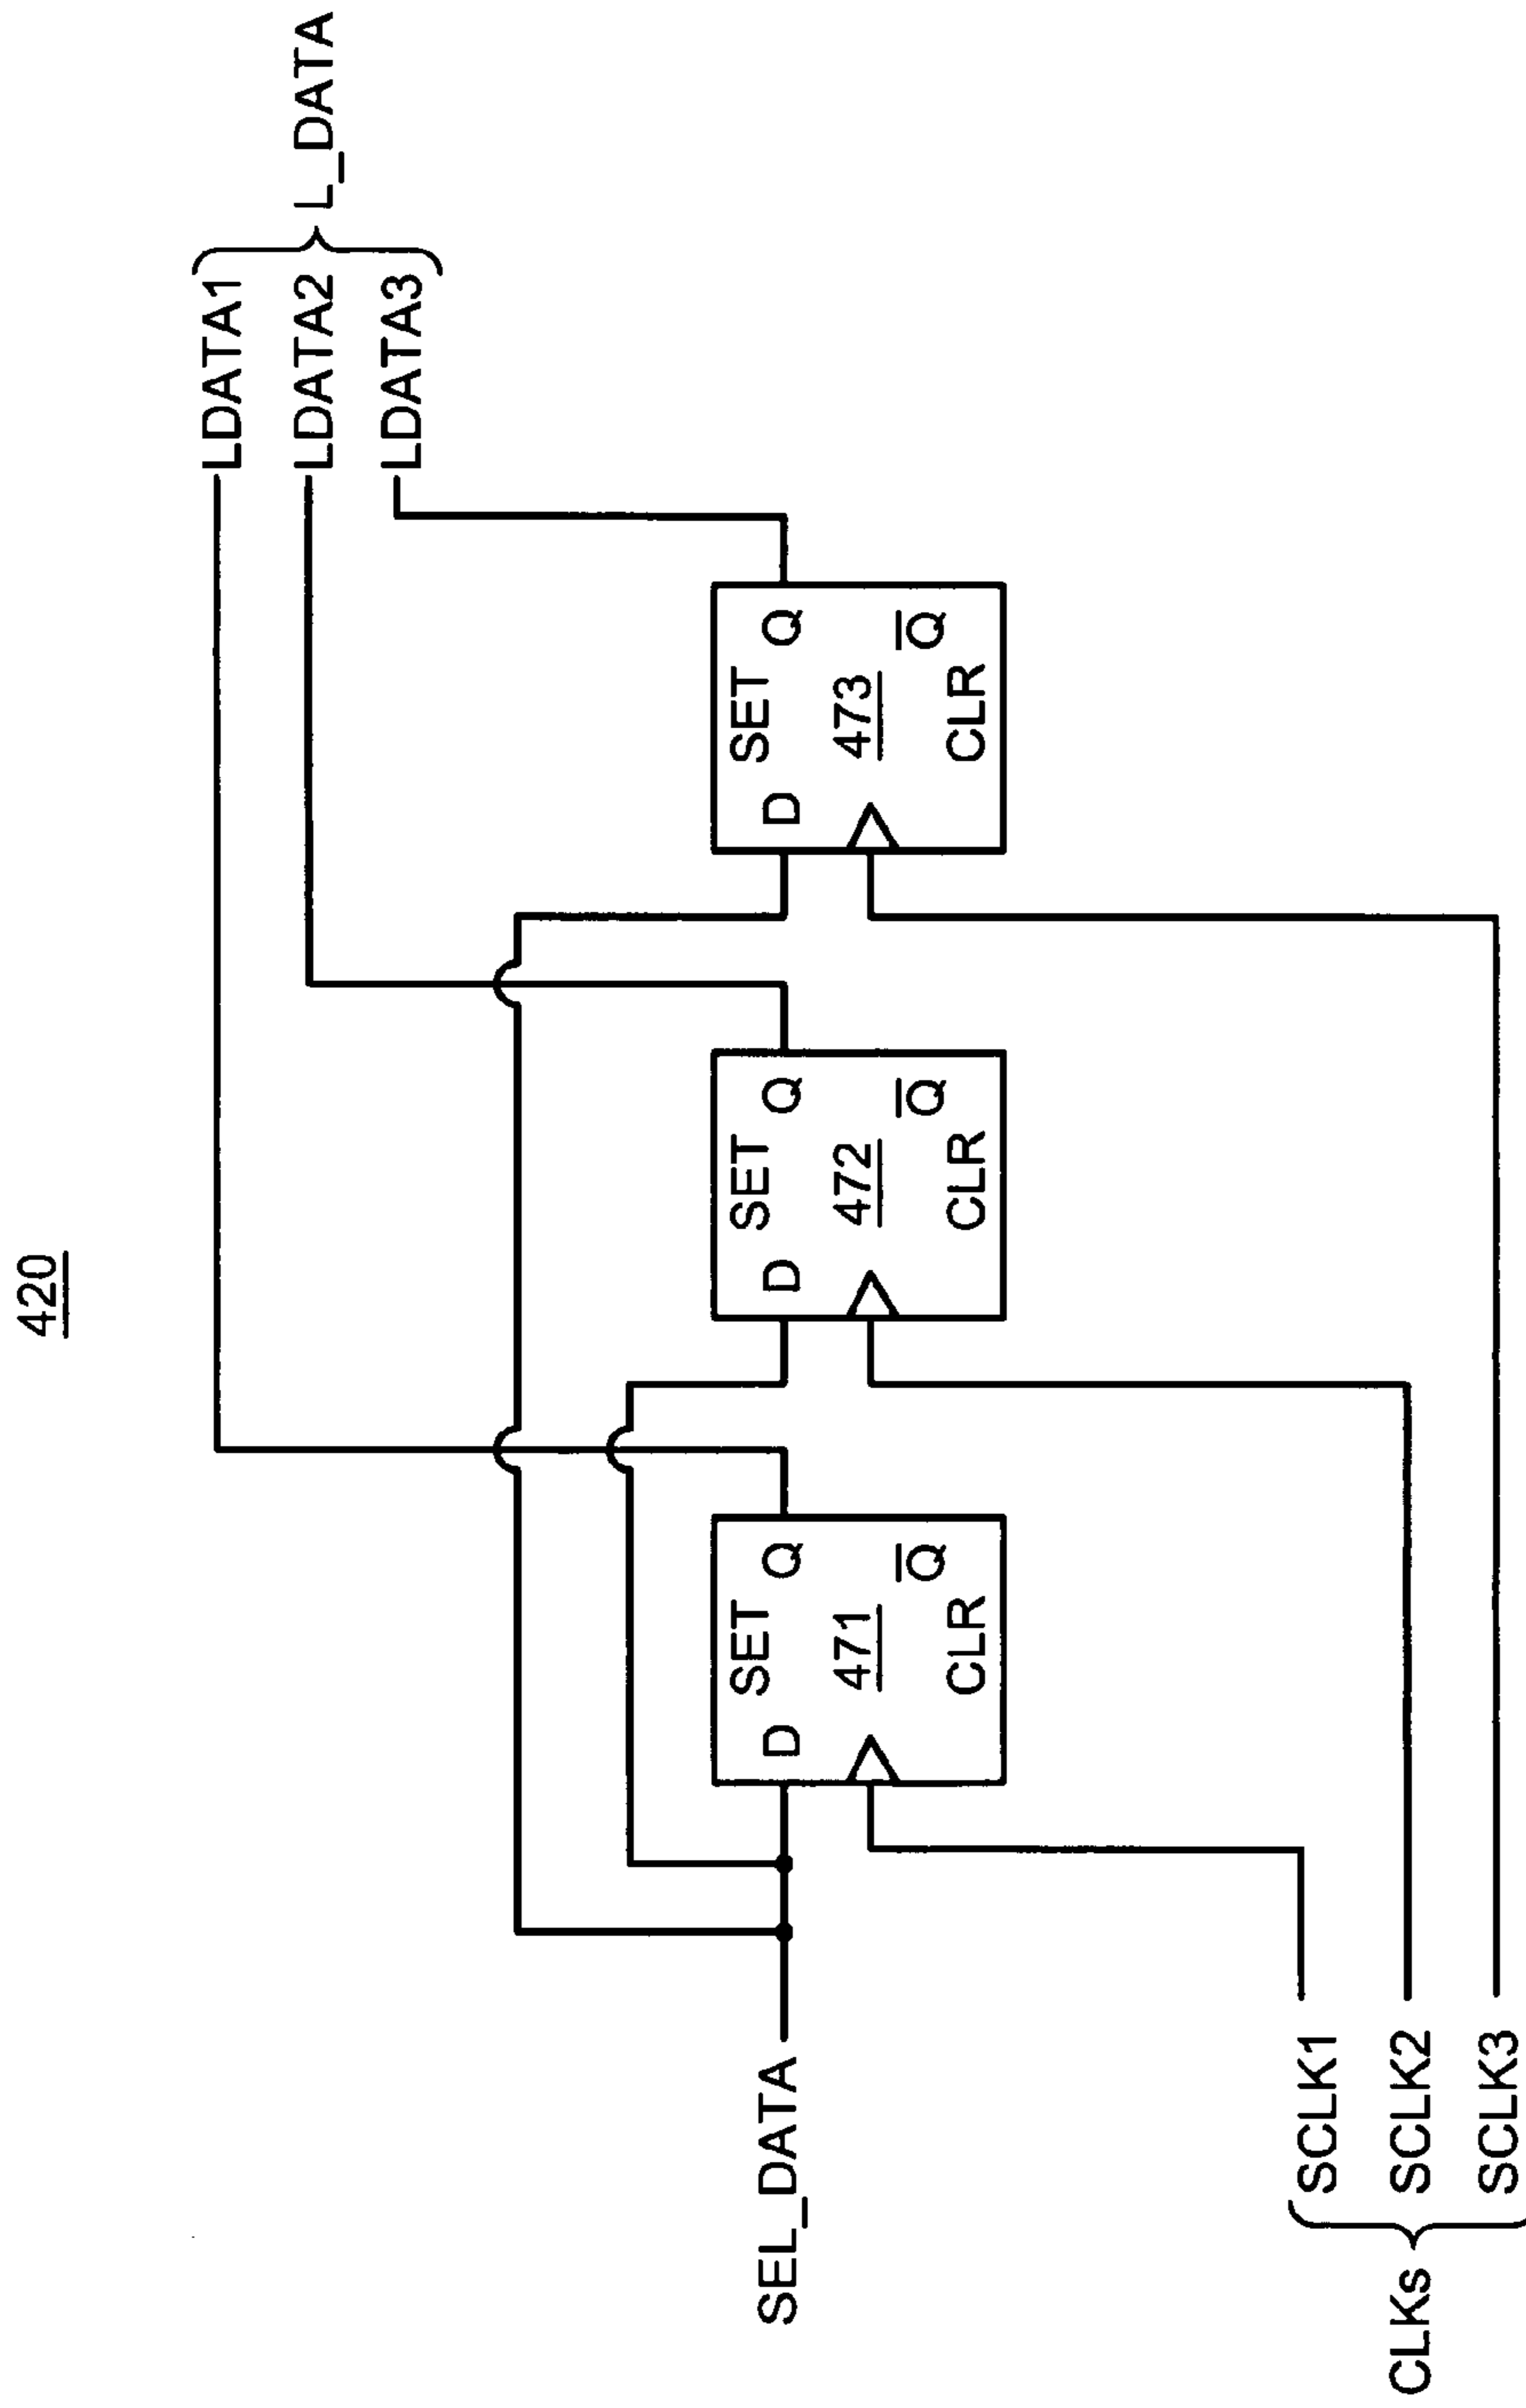 420
LDATA1
LDATA2
LDATA3
L_DATA
SET
D Q
471
Q
CLR
SET
D Q
472
Q
CLR
SET
D Q
473
Q
CLR
SEL_DATA
CLKs
SCLK1
SCLK2
SCLK3